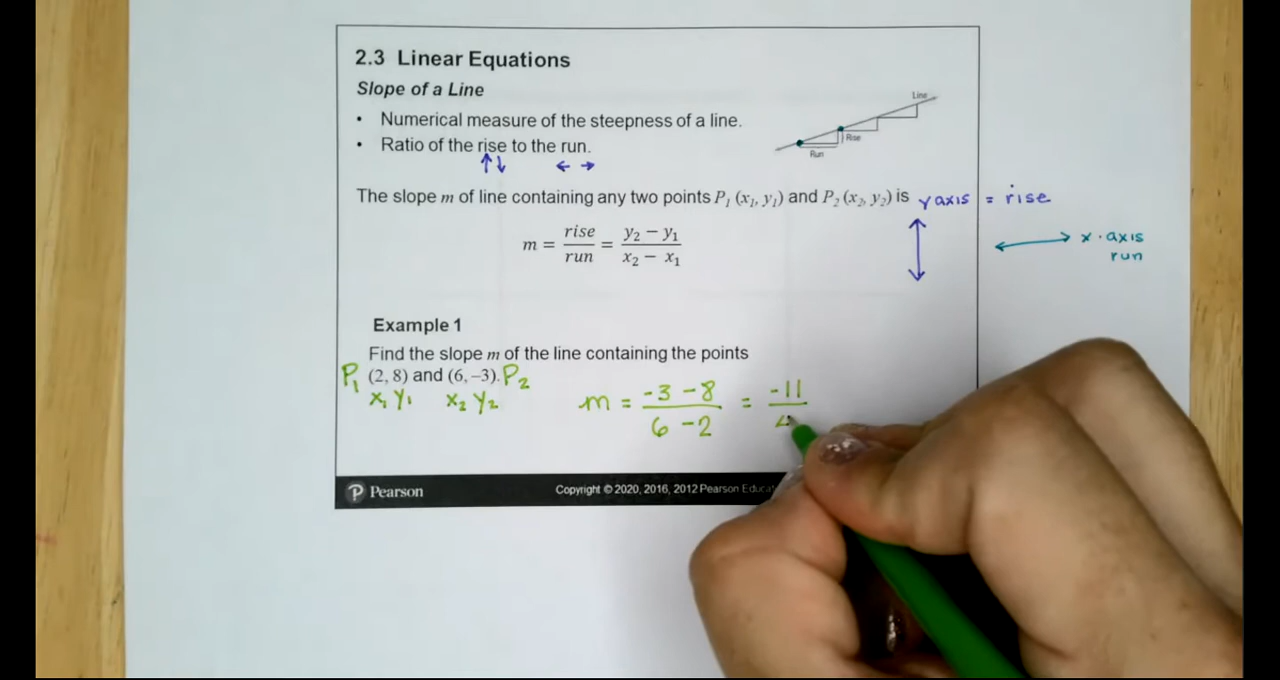 2.3 Linear Equations
Slope of a Line
Line
• Numerical measure of the steepness of a line.
• Ratio of the rise to the run.
Rise
Run
The slope m of line containing any two points P₁ (x₁, y₁) and P₂ (x₂, y₂) is y axis = rise
m = rise/run = y₂ − y₁/x₂ − x₁
x-axis
run
Example 1
Find the slope m of the line containing the points
P₁ (2, 8) and (6, −3). P₂
x₁ y₁ x₂ y₂
m = -3 -8/6 -2 = -11/4
Pearson
Copyright © 2020, 2016, 2012 Pearson